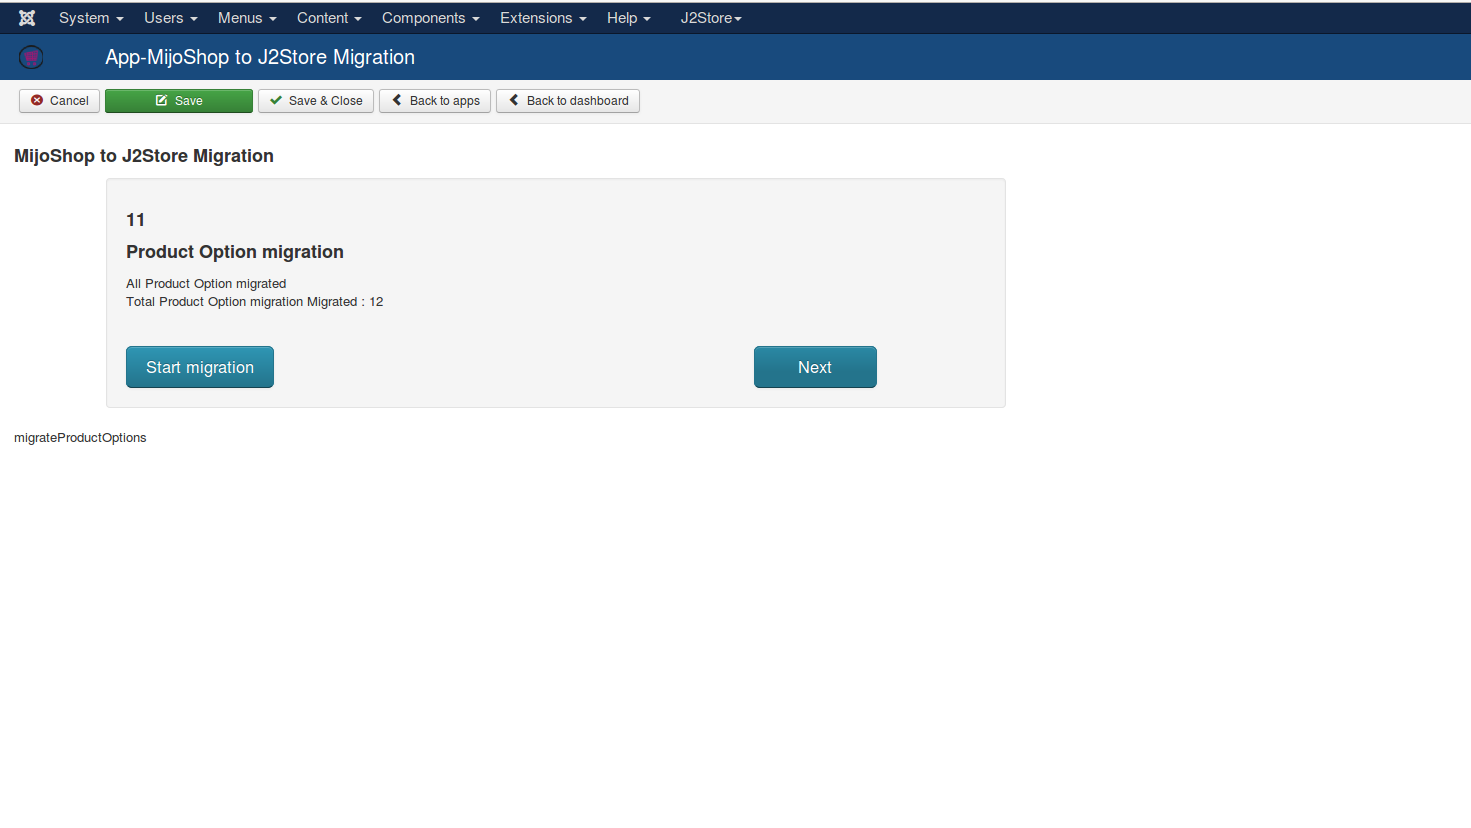 System Users Menus Content Components Extensions Help J2Store
App-MijoShop to J2Store Migration
Cancel Save Save & Close Back to apps Back to dashboard
MijoShop to J2Store Migration
11
Product Option migration
All Product Option migrated
Total Product Option migration Migrated : 12
Start migration Next
migrateProductOptions